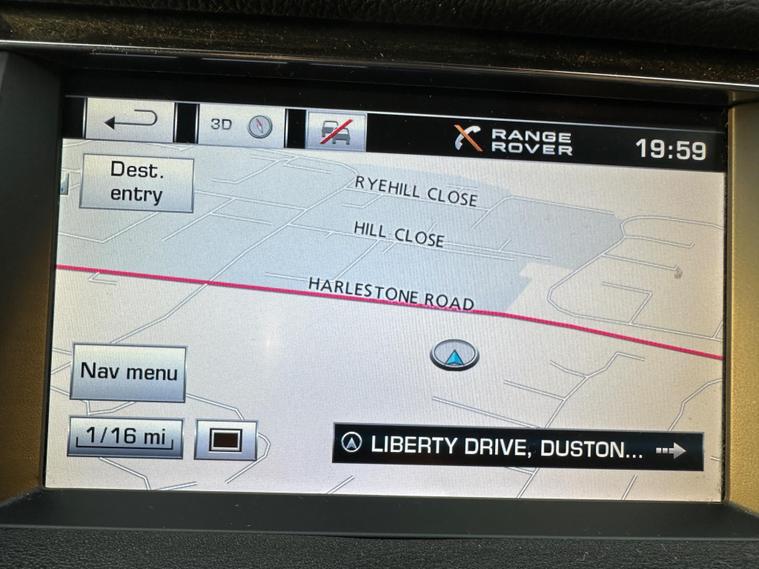 3D
RANGE
ROVER
19:59
Dest.
entry
RYEHILL CLOSE
HILL CLOSE
HARLESTONE ROAD
Nav menu
1/16 mi
LIBERTY DRIVE, DUSTON...